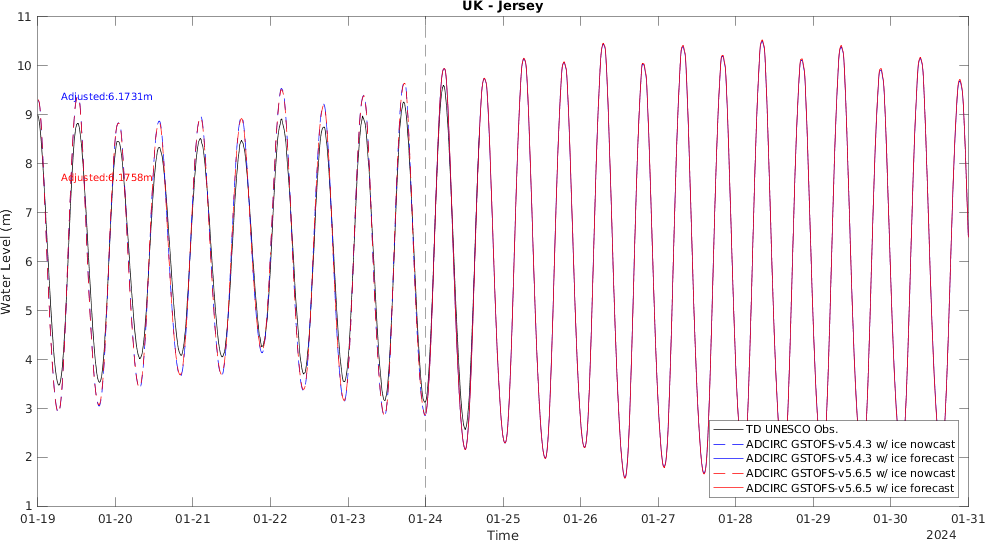 UK - Jersey
11
10
9
8
7
6
5
4
3
2
1
Water Level (m)
Adjusted:6.1731m
Adjusted:6.1758m
TD UNESCO Obs.
ADCIRC GSTOFS-v5.4.3 w/ ice nowcast
ADCIRC GSTOFS-v5.4.3 w/ ice forecast
ADCIRC GSTOFS-v5.6.5 w/ ice nowcast
ADCIRC GSTOFS-v5.6.5 w/ ice forecast
01-19 01-20 01-21 01-22 01-23 01-24 01-25 01-26 01-27 01-28 01-29 01-30 01-31
Time
2024